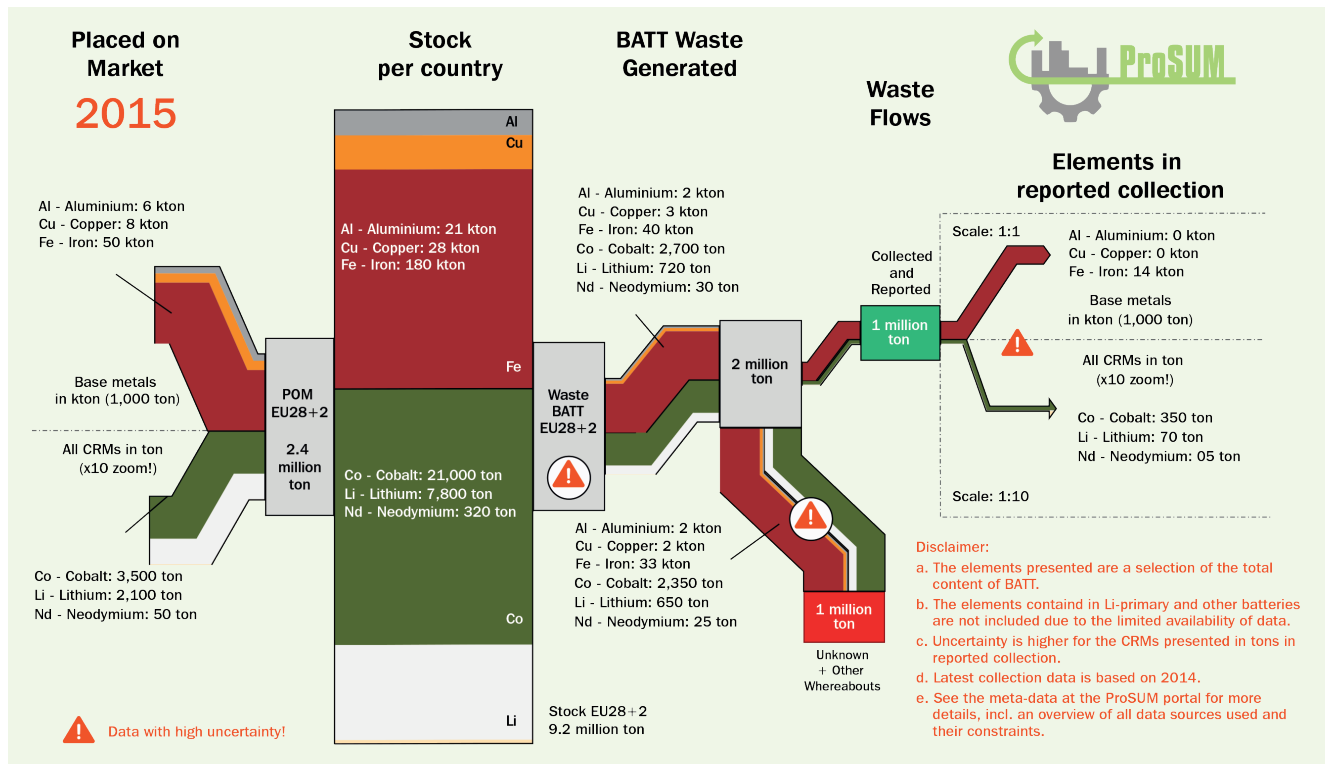 Placed on
Market
2015
Stock
per country
BATT Waste
Generated
Waste
Flows
ProSUM
Elements in
reported collection
Al - Aluminium: 6 kton
Cu - Copper: 8 kton
Fe - Iron: 50 kton
Base metals
in kton (1,000 ton)
All CRMs in ton
(x10 zoom!)
Co - Cobalt: 3,500 ton
Li - Lithium: 2,100 ton
Nd - Neodymium: 50 ton
Data with high uncertainty!
POM
EU28+2
2.4
million
ton
Al
Cu
Al - Aluminium: 21 kton
Cu - Copper: 28 kton
Fe - Iron: 180 kton
Fe
Co - Cobalt: 21,000 ton
Li - Lithium: 7,800 ton
Nd - Neodymium: 320 ton
Co
Li
Stock EU28+2
9.2 million ton
Waste
BATT
EU28+2
Al - Aluminium: 2 kton
Cu - Copper: 3 kton
Fe - Iron: 40 kton
Co - Cobalt: 2,700 ton
Li - Lithium: 720 ton
Nd - Neodymium: 30 ton
2 million
ton
Al - Aluminium: 2 kton
Cu - Copper: 2 kton
Fe - Iron: 33 kton
Co - Cobalt: 2,350 ton
Li - Lithium: 650 ton
Nd - Neodymium: 25 ton
1 million
ton
Unknown
+ Other
Whereabouts
Collected
and
Reported
1 million
ton
Scale: 1:1
Al - Aluminium: 0 kton
Cu - Copper: 0 kton
Fe - Iron: 14 kton
Base metals
in kton (1,000 ton)
All CRMs in ton
(x10 zoom!)
Co - Cobalt: 350 ton
Li - Lithium: 70 ton
Nd - Neodymium: 05 ton
Scale: 1:10
Disclaimer:
a. The elements presented are a selection of the total
content of BATT.
b. The elements containd in Li-primary and other batteries
are not included due to the limited availability of data.
c. Uncertainty is higher for the CRMs presented in tons in
reported collection.
d. Latest collection data is based on 2014.
e. See the meta-data at the ProSUM portal for more
details, incl. an overview of all data sources used and
their constraints.